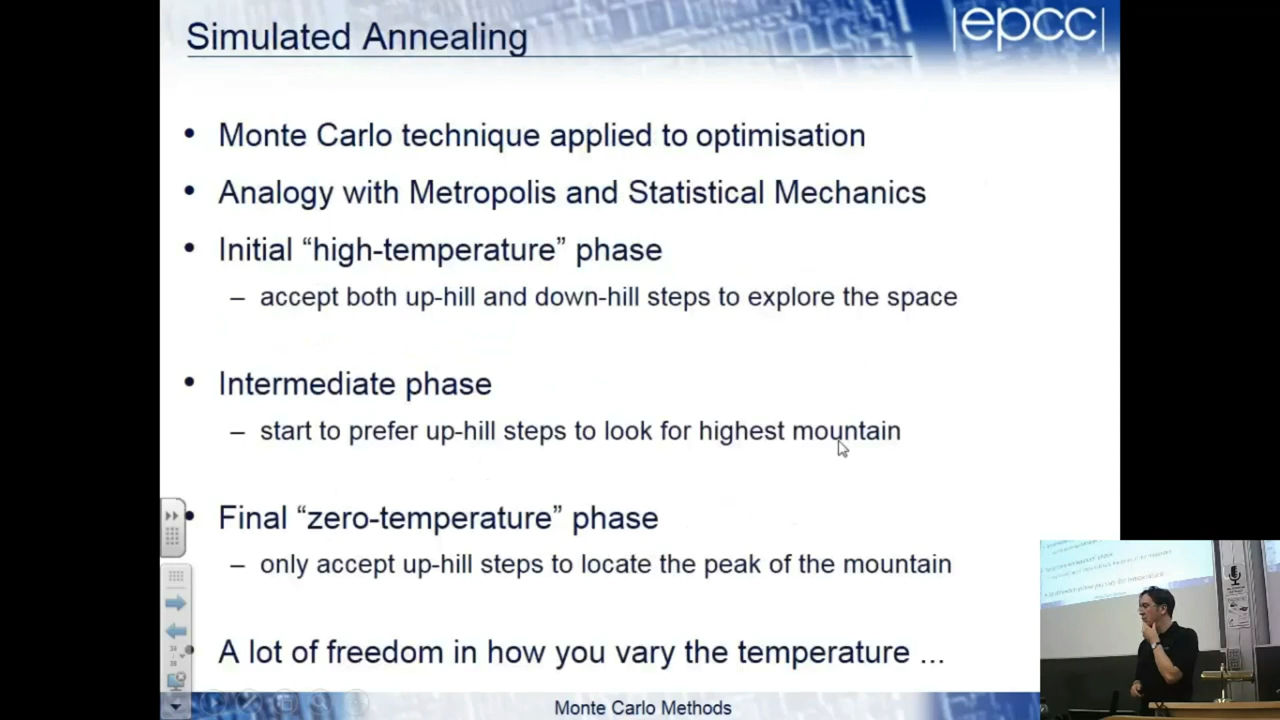 Simulated Annealing
|epcc|
• Monte Carlo technique applied to optimisation
• Analogy with Metropolis and Statistical Mechanics
• Initial “high-temperature” phase
– accept both up-hill and down-hill steps to explore the space
• Intermediate phase
– start to prefer up-hill steps to look for highest mountain
• Final “zero-temperature” phase
– only accept up-hill steps to locate the peak of the mountain
• A lot of freedom in how you vary the temperature ...
Monte Carlo Methods